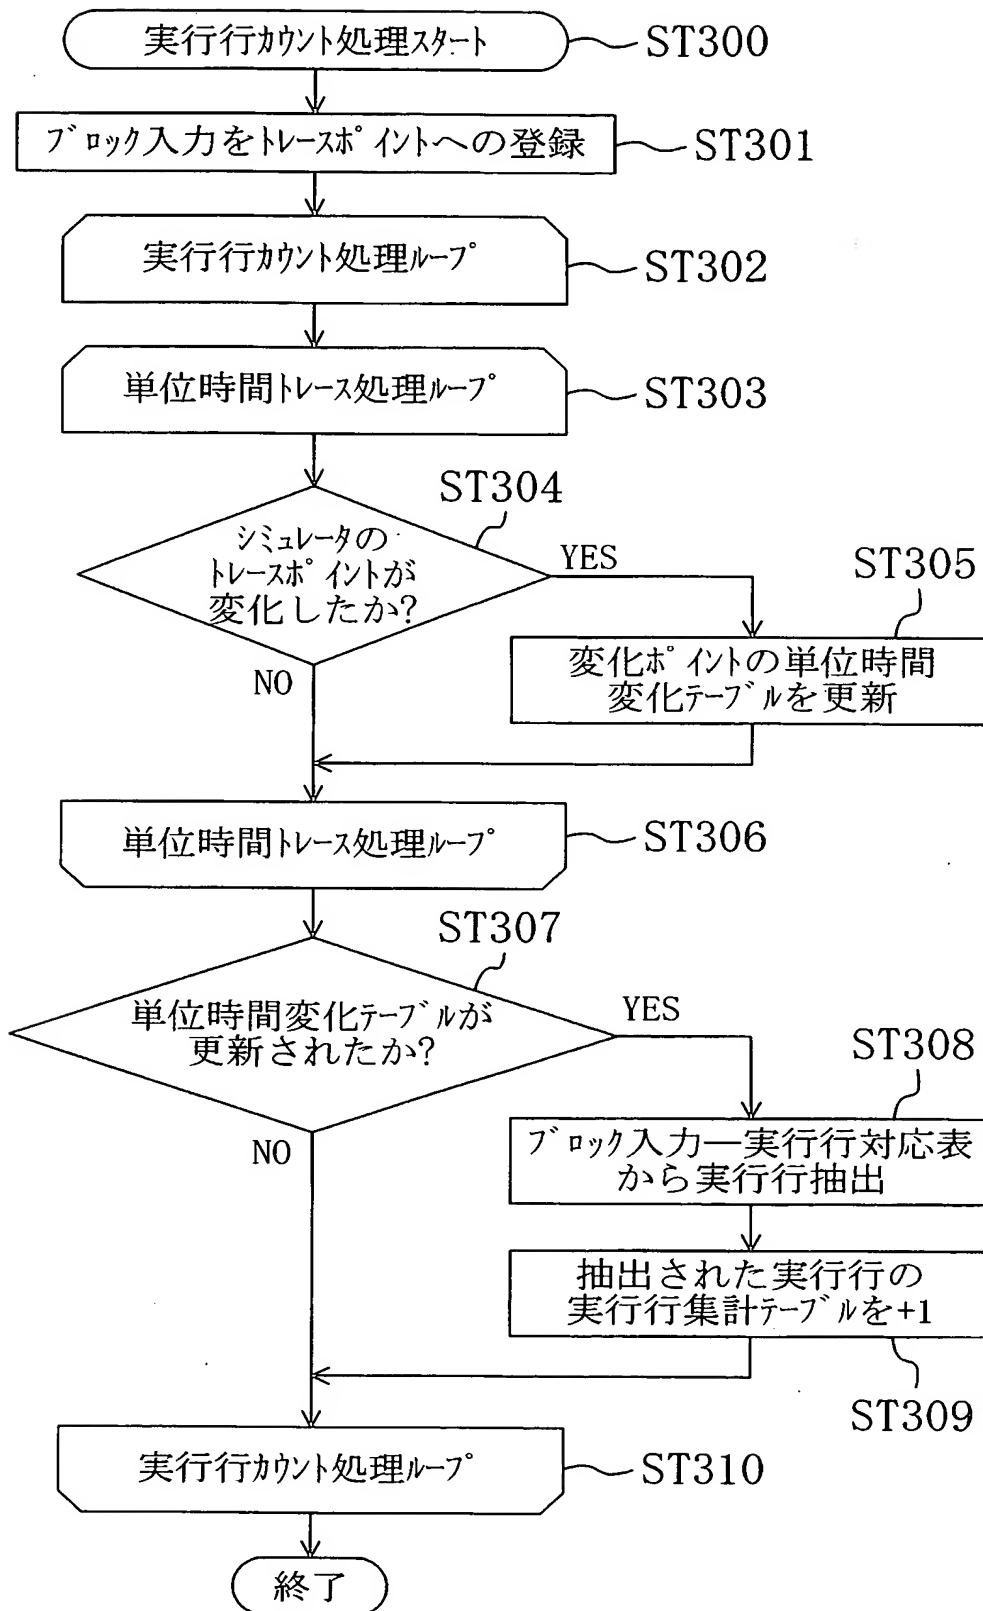 実行行カウント処理スタート
ST300
ブロック入力をトレースポイントへの登録
ST301
実行行カウント処理ループ
ST302
単位時間トレース処理ループ
ST303
ST304
シミュレータの
トレースポイントが
変化したか?
YES
NO
ST305
変化ポイントの単位時間
変化テーブルを更新
単位時間トレース処理ループ
ST306
ST307
単位時間変化テーブルが
更新されたか?
YES
NO
ST308
ブロック入力―実行行対応表
から実行行抽出
抽出された実行行の
実行行集計テーブルを+1
ST309
実行行カウント処理ループ
ST310
終了